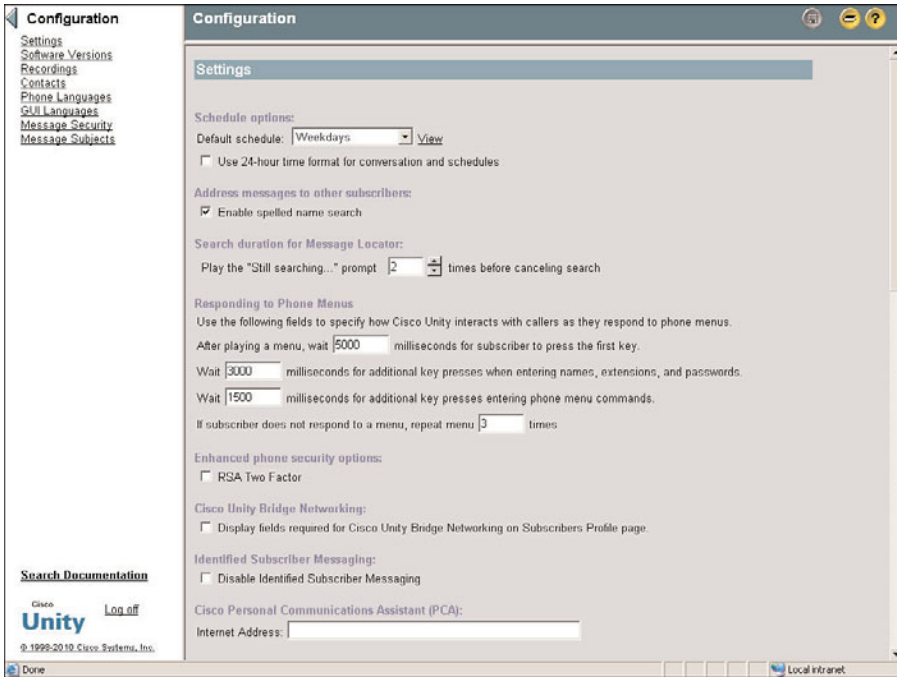 Configuration
Settings
Software Versions
Recordings
Contacts
Phone Languages
GUI Languages
Message Security
Message Subjects
Search Documentation
Cisco
Unity
Log off
© 1998-2010 Cisco Systems, Inc.
Configuration
?
Settings
Schedule options:
Default schedule: Weekdays View
Use 24-hour time format for conversation and schedules
Address messages to other subscribers:
Enable spelled name search
Search duration for Message Locator:
Play the "Still searching..." prompt 2 times before canceling search
Responding to Phone Menus
Use the following fields to specify how Cisco Unity interacts with callers as they respond to phone menus.
After playing a menu, wait 5000 milliseconds for subscriber to press the first key.
Wait 3000 milliseconds for additional key presses when entering names, extensions, and passwords.
Wait 1500 milliseconds for additional key presses entering phone menu commands.
If subscriber does not respond to a menu, repeat menu 3 times
Enhanced phone security options:
RSA Two Factor
Cisco Unity Bridge Networking:
Display fields required for Cisco Unity Bridge Networking on Subscribers Profile page.
Identified Subscriber Messaging:
Disable Identified Subscriber Messaging
Cisco Personal Communications Assistant (PCA):
Internet Address:
Done
Local intranet